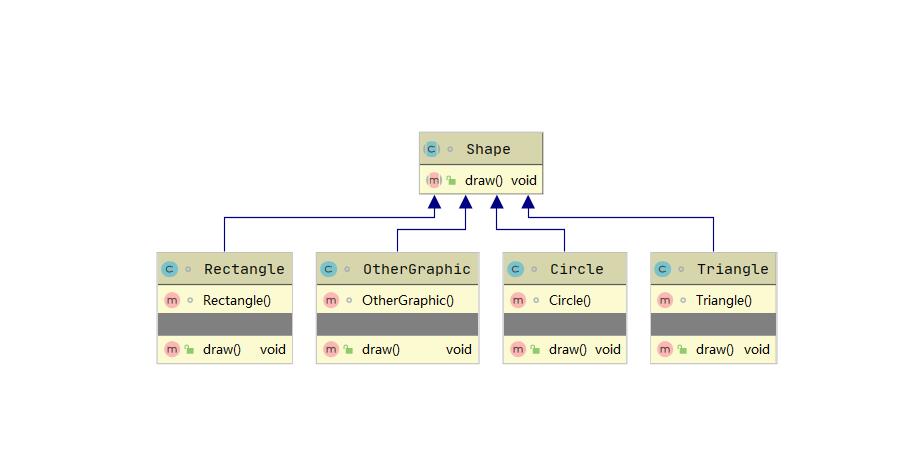 Shape
draw() void
Rectangle
Rectangle()
draw() void
OtherGraphic
OtherGraphic()
draw() void
Circle
Circle()
draw() void
Triangle
Triangle()
draw() void